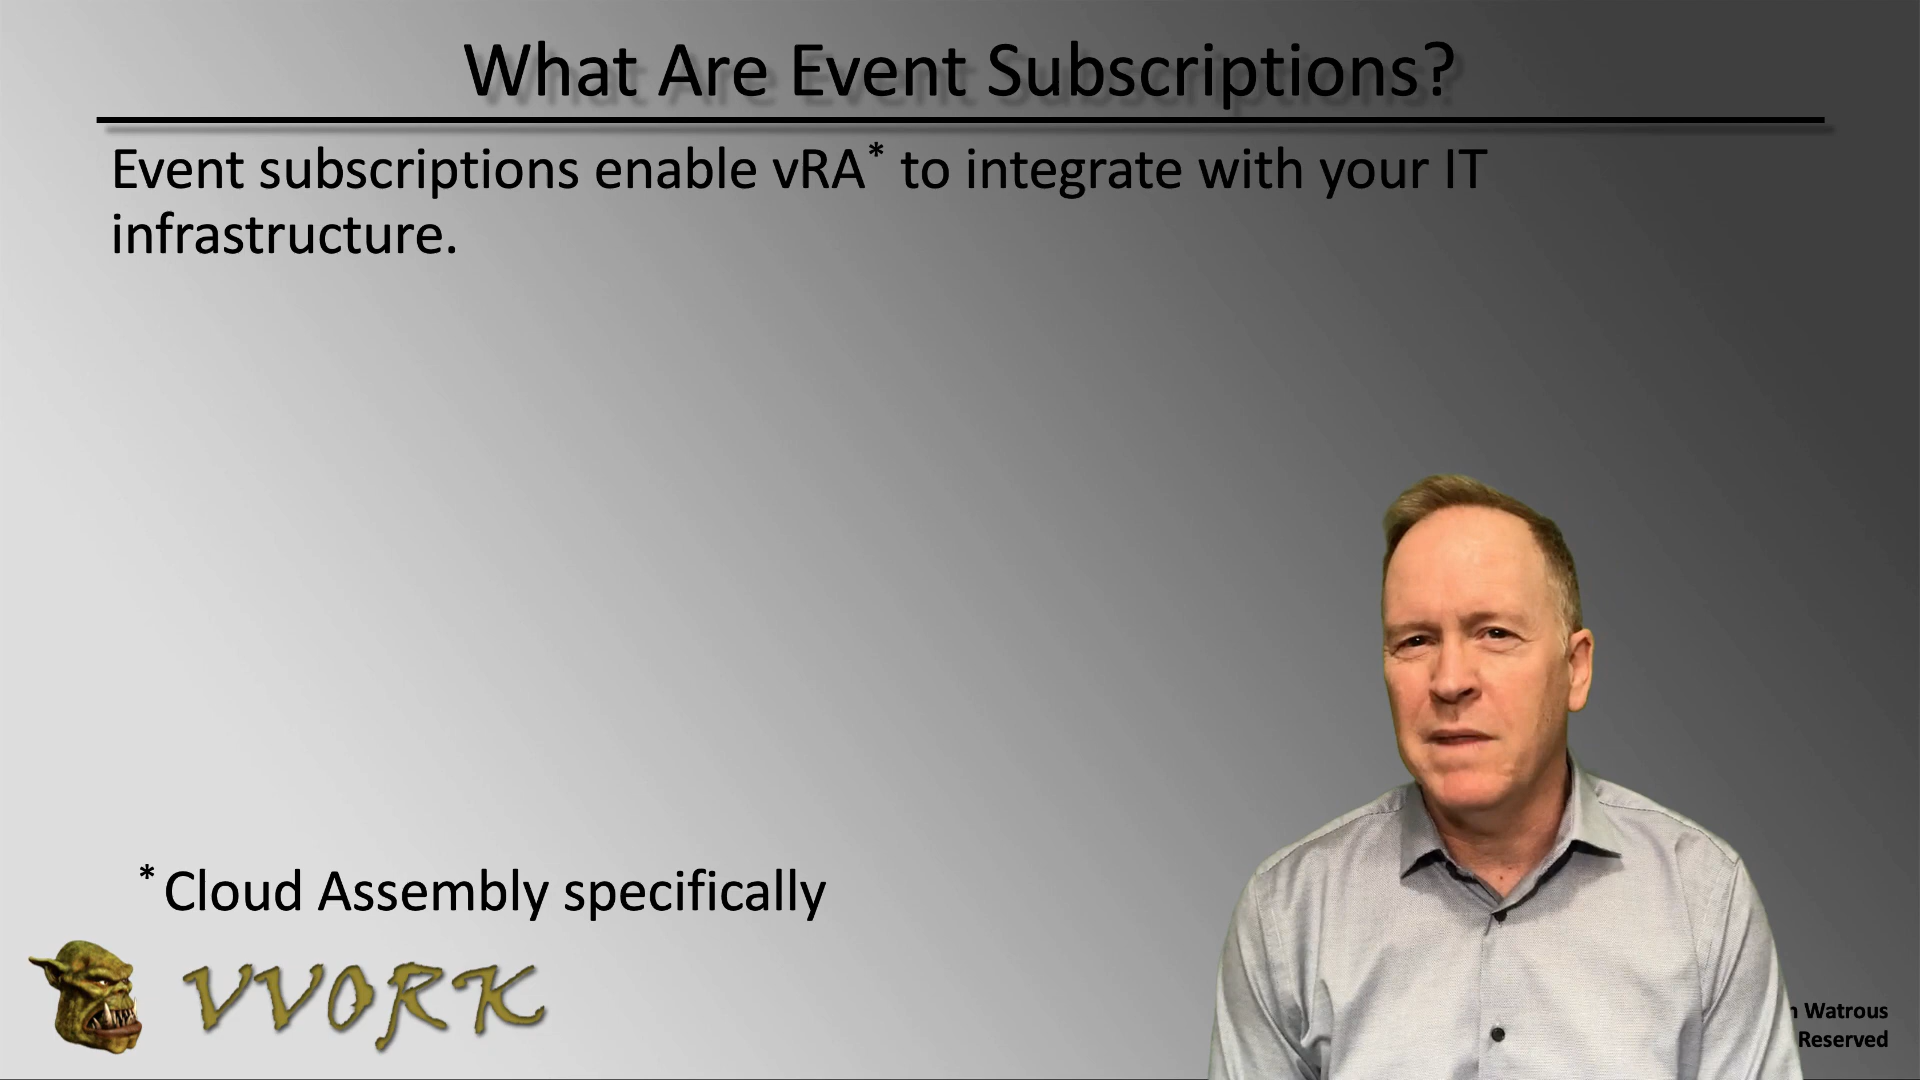 What Are Event Subscriptions?
Event subscriptions enable vRA* to integrate with your IT
infrastructure.
* Cloud Assembly specifically
VVORK
Watrous
Reserved